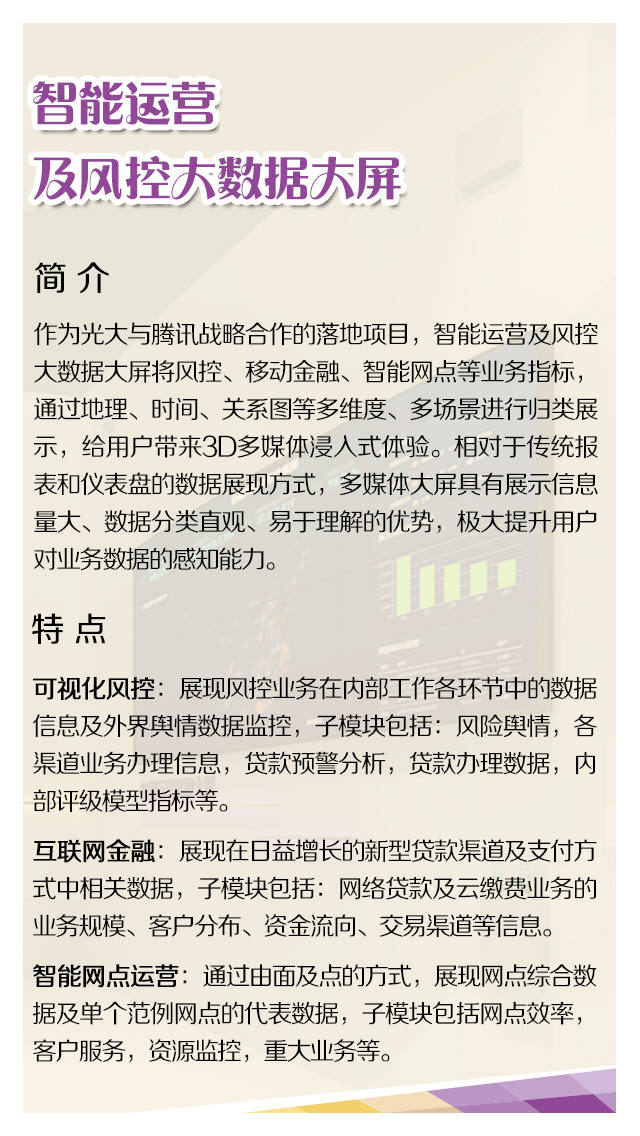 智能运营
及风控大数据大屏
简介
作为光大与腾讯战略合作的落地项目，智能运营及风控
大数据大屏将风控、移动金融、智能网点等业务指标，
通过地理、时间、关系图等多维度、多场景进行归类展
示，给用户带来3D多媒体浸入式体验。相对于传统报
表和仪表盘的数据展现方式，多媒体大屏具有展示信息
量大、数据分类直观、易于理解的优势，极大提升用户
对业务数据的感知能力。
特点
可视化风控：展现风控业务在内部工作各环节中的数据
信息及外界舆情数据监控，子模块包括：风险舆情，各
渠道业务办理信息，贷款预警分析，贷款办理数据，内
部评级模型指标等。
互联网金融：展现在日益增长的新型贷款渠道及支付方
式中相关数据，子模块包括：网络贷款及云缴费业务的
业务规模、客户分布、资金流向、交易渠道等信息。
智能网点运营：通过由面及点的方式，展现网点综合数
据及单个范例网点的代表数据，子模块包括网点效率，
客户服务，资源监控，重大业务等。